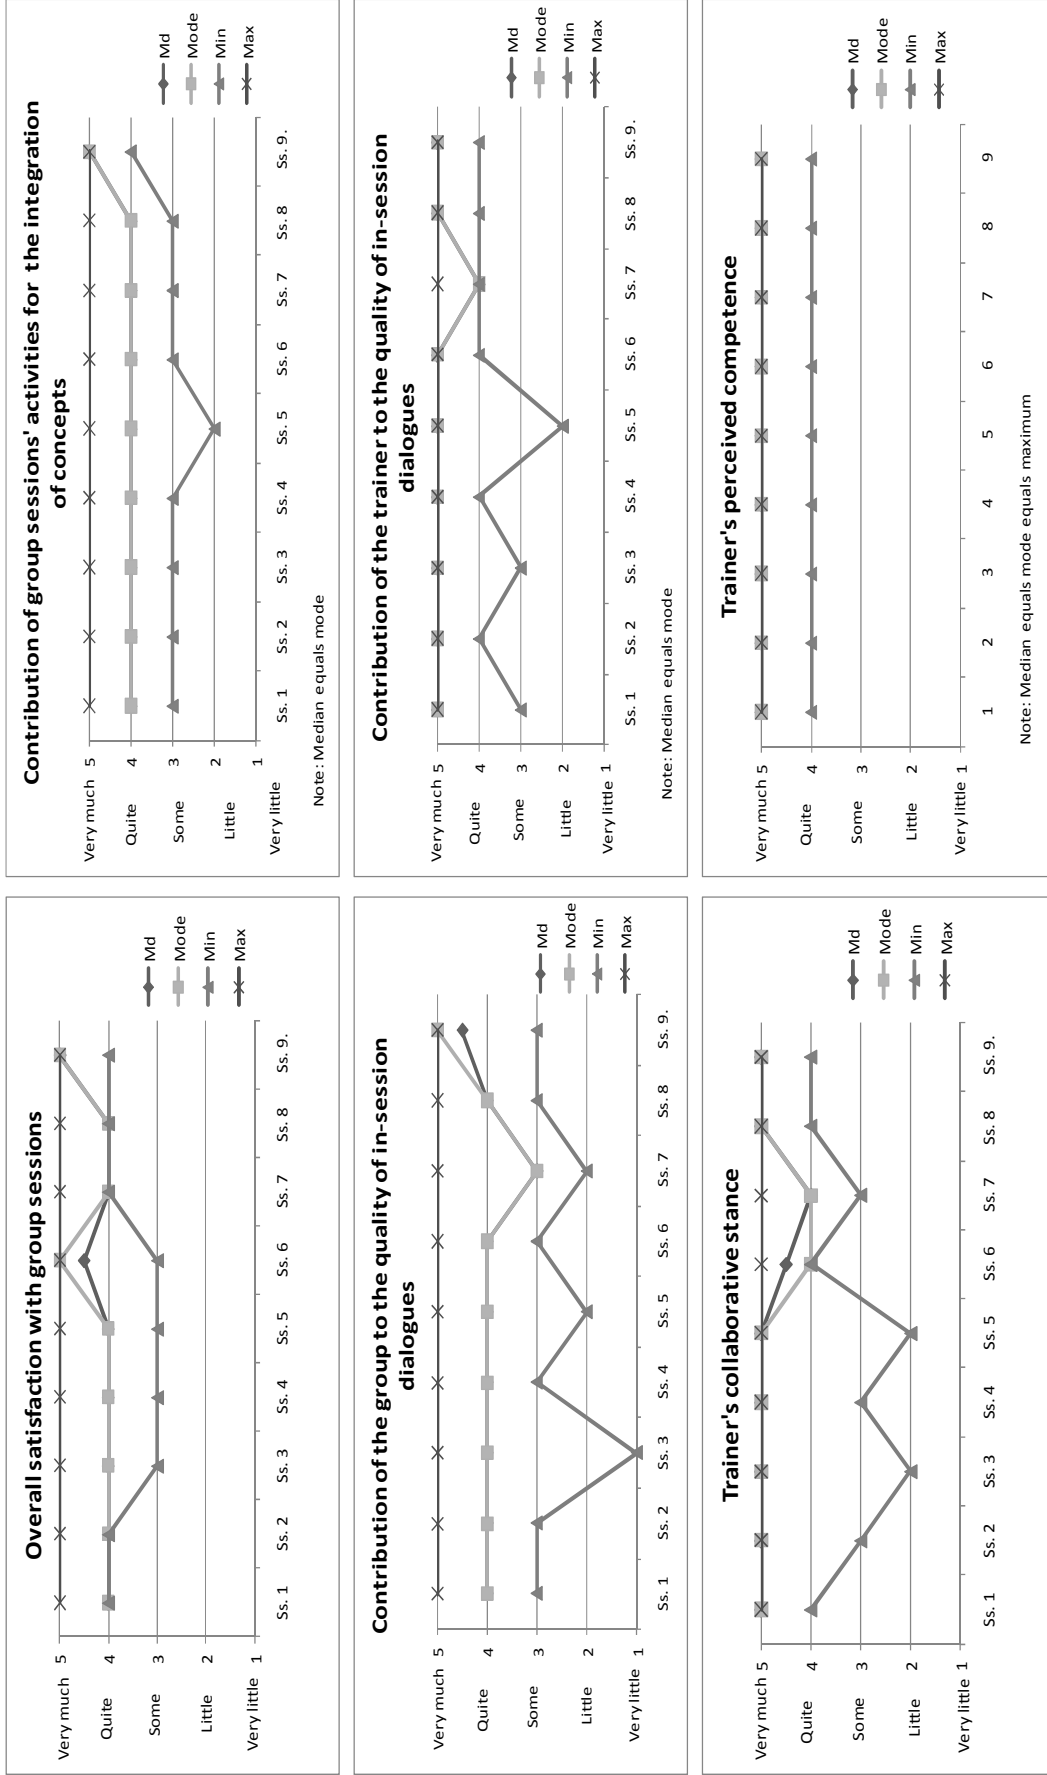 Overall satisfaction with group sessions
Very much 5
Quite 4
Some 3
Little 2
Very little 1
Ss. 1 Ss. 2 Ss. 3 Ss. 4 Ss. 5 Ss. 6 Ss. 7 Ss. 8 Ss. 9.
Md
Mode
Min
Max
Contribution of group sessions' activities for the integration
of concepts
Very much 5
Quite 4
Some 3
Little 2
Very little 1
Ss. 1 Ss. 2 Ss. 3 Ss. 4 Ss. 5 Ss. 6 Ss. 7 Ss. 8 Ss. 9.
Note: Median equals mode
Md
Mode
Min
Max
Contribution of the group to the quality of in-session
dialogues
Very much 5
Quite 4
Some 3
Little 2
Very little 1
Ss. 1 Ss. 2 Ss. 3 Ss. 4 Ss. 5 Ss. 6 Ss. 7 Ss. 8 Ss. 9.
Md
Mode
Min
Max
Contribution of the trainer to the quality of in-session
dialogues
Very much 5
Quite 4
Some 3
Little 2
Very little 1
Ss. 1 Ss. 2 Ss. 3 Ss. 4 Ss. 5 Ss. 6 Ss. 7 Ss. 8 Ss. 9.
Note: Median equals mode
Md
Mode
Min
Max
Trainer's collaborative stance
Very much 5
Quite 4
Some 3
Little 2
Very little 1
Ss. 1 Ss. 2 Ss. 3 Ss. 4 Ss. 5 Ss. 6 Ss. 7 Ss. 8 Ss. 9.
Md
Mode
Min
Max
Trainer's perceived competence
Very much 5
Quite 4
Some 3
Little 2
Very little 1
1 2 3 4 5 6 7 8 9
Note: Median equals mode equals maximum
Md
Mode
Min
Max